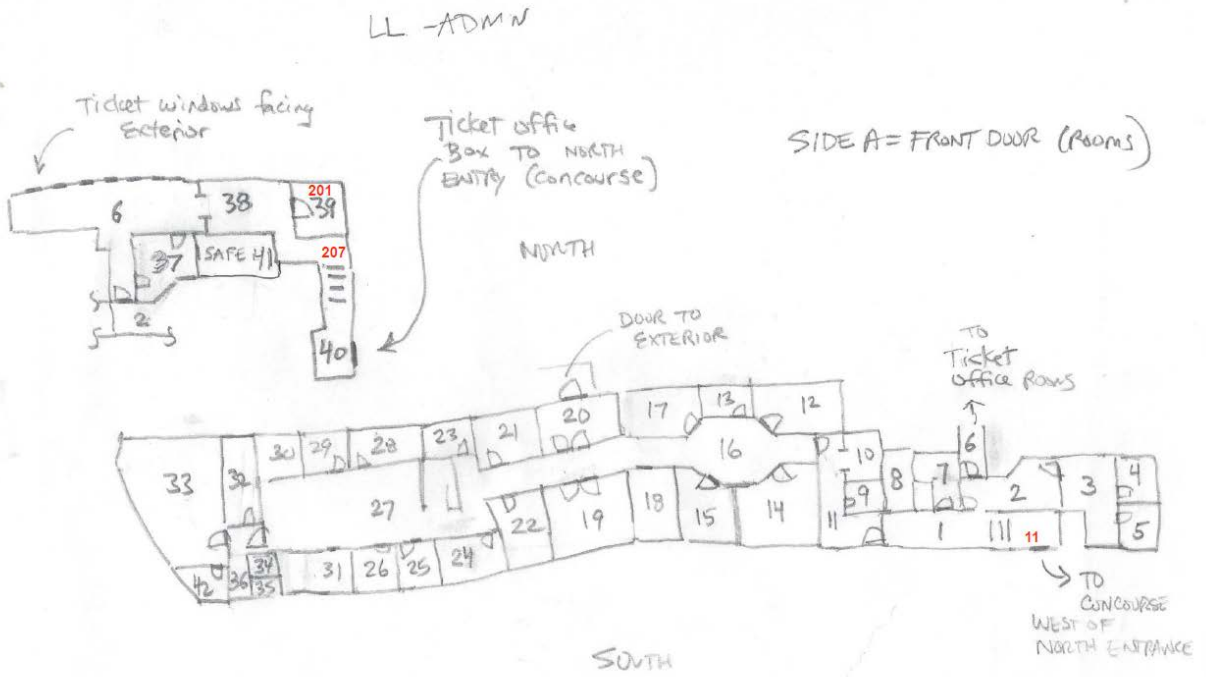 LL - ADMN
Ticket windows facing
Exterior
Ticket office
Box TO NORTH
ENTRY (Concourse)
SIDE A = FRONT DOOR (ROOMS)
201
6
38
39
207
37
SAFE 41
2
40
NORTH
DOOR TO
EXTERIOR
TO
Ticket
office Rooms
33
32
30
29
28
23
21
20
17
13
12
16
10
8
7
6
2
3
4
27
22
19
18
15
14
11
9
1
11
5
42
36
34
35
31
26
25
24
TO
CONCOURSE
WEST OF
NORTH ENTRANCE
SOUTH